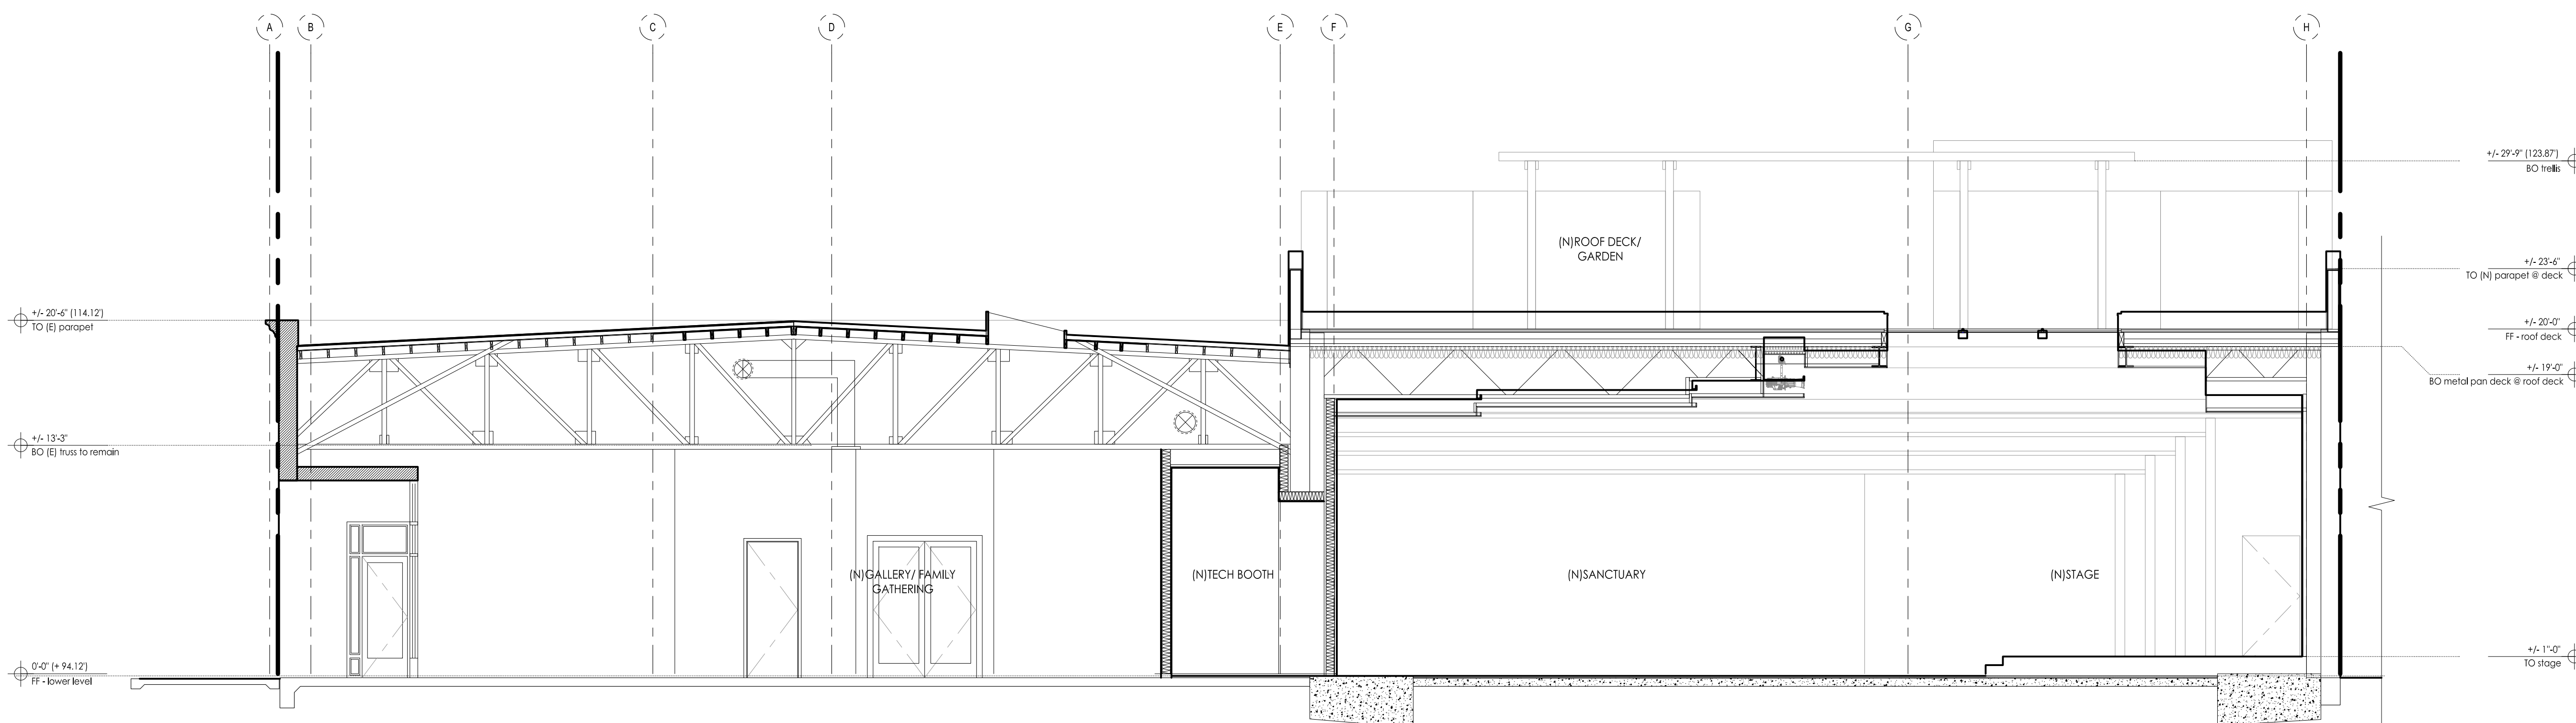 A
B
C
D
E
F
G
H
+/- 29'-9" (123.87')
BO trellis
(N)ROOF DECK/
GARDEN
+/- 23'-6"
TO (N) parapet @ deck
+/- 20'-6" (114.12')
TO (E) parapet
+/- 20'-0"
FF - roof deck
+/- 19'-0"
BO metal pan deck @ roof deck
+/- 13'-3"
BO (E) truss to remain
(N)GALLERY/ FAMILY
GATHERING
(N)TECH BOOTH
(N)SANCTUARY
(N)STAGE
+/- 1"-0"
TO stage
0'-0" (+ 94.12')
FF - lower level